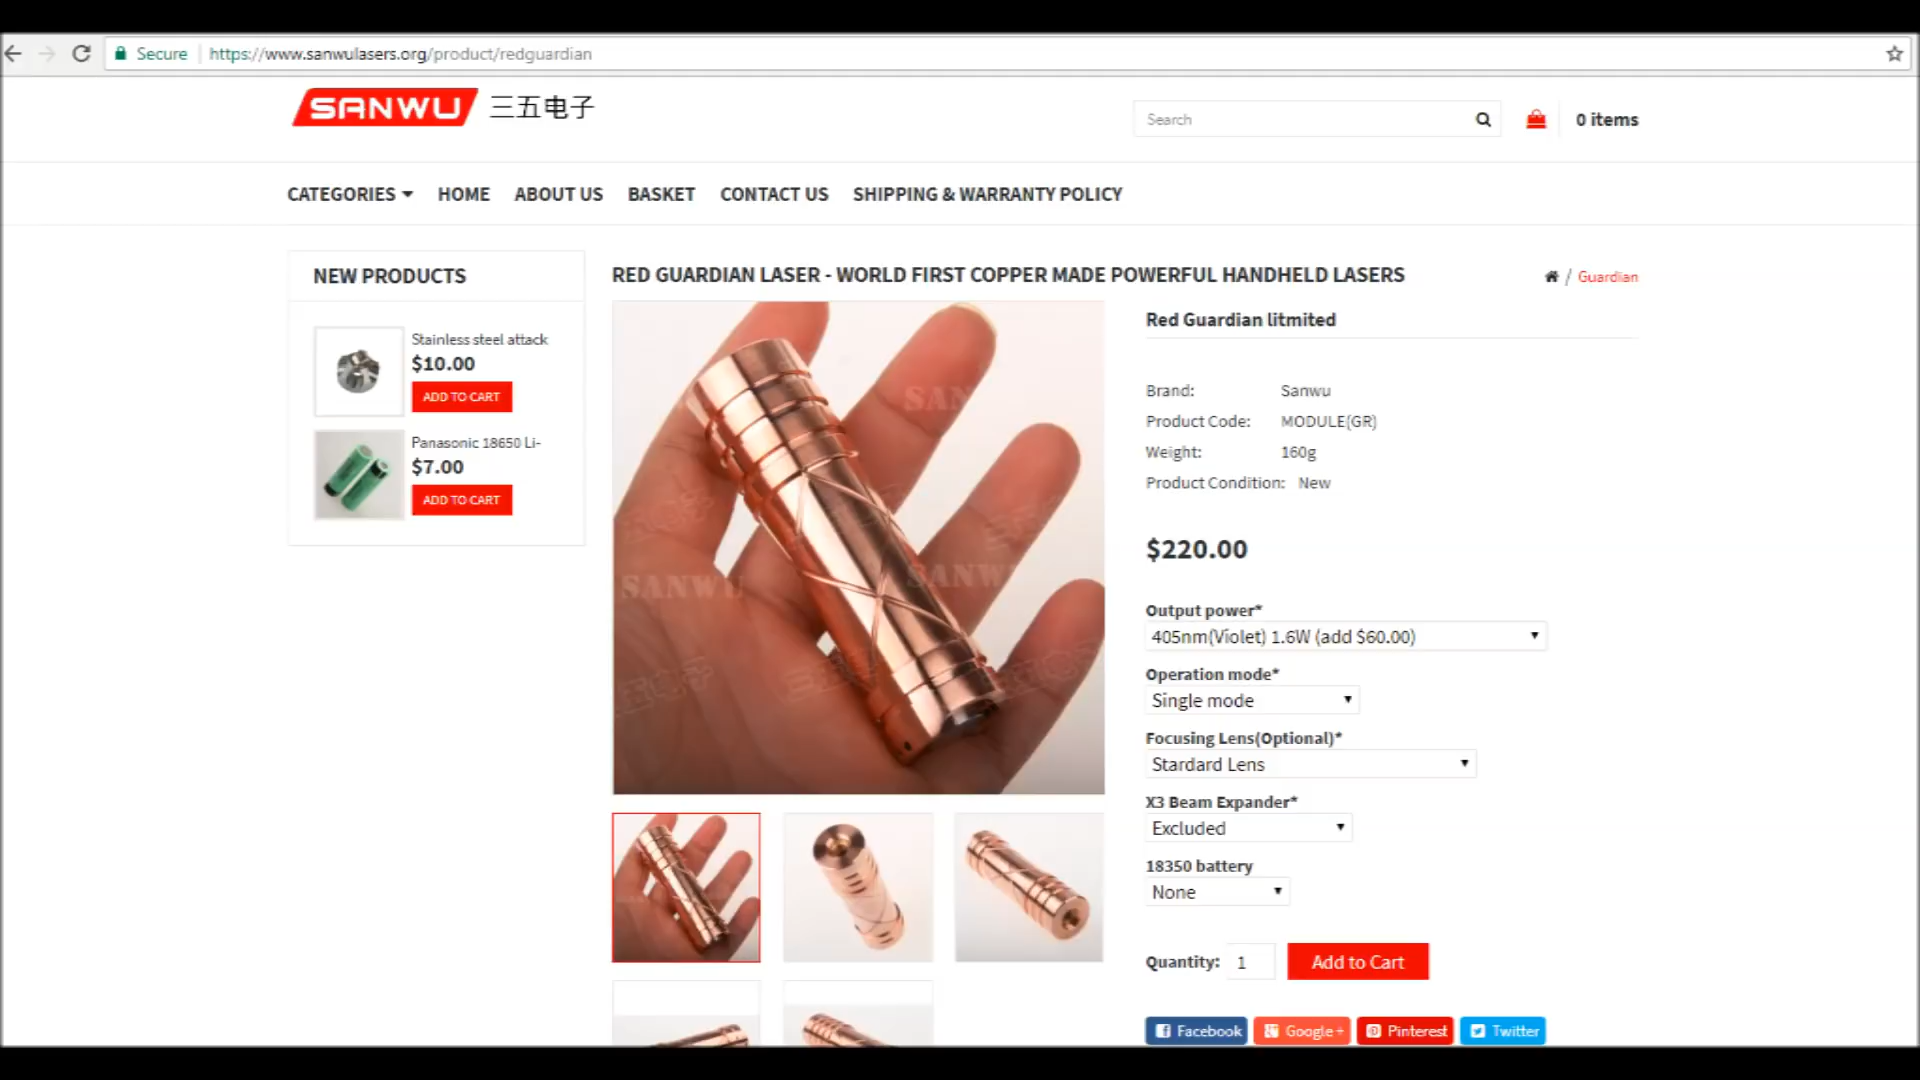 Secure https://www.sanwulasers.org/product/redguardian
SANWU 三五电子
Search
0 items
CATEGORIES HOME ABOUT US BASKET CONTACT US SHIPPING & WARRANTY POLICY
NEW PRODUCTS
Stainless steel attack
$10.00
ADD TO CART
Panasonic 18650 Li-
$7.00
ADD TO CART
RED GUARDIAN LASER - WORLD FIRST COPPER MADE POWERFUL HANDHELD LASERS
/ Guardian
SANWU
SANWU
Red Guardian litmited
Brand: Sanwu
Product Code: MODULE(GR)
Weight: 160g
Product Condition: New
$220.00
Output power*
405nm(Violet) 1.6W (add $60.00)
Operation mode*
Single mode
Focusing Lens(Optional)*
Stardard Lens
X3 Beam Expander*
Excluded
18350 battery
None
Quantity: 1 Add to Cart
Facebook Google+ Pinterest Twitter